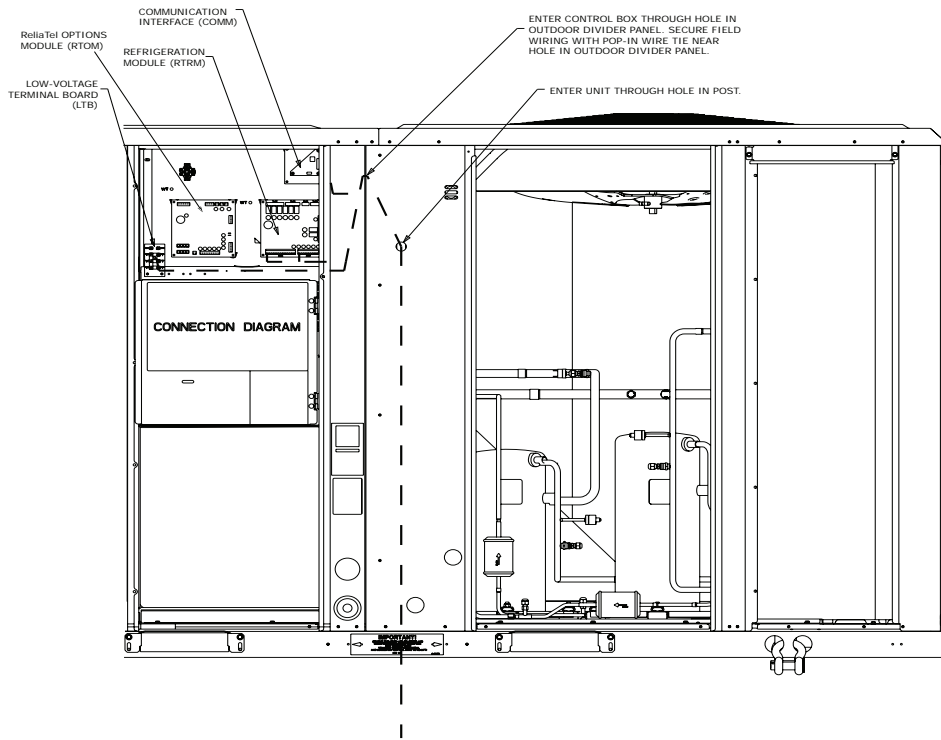 COMMUNICATION
INTERFACE (COMM)
ReliaTel OPTIONS
MODULE (RTOM)
REFRIGERATION
MODULE (RTRM)
LOW-VOLTAGE
TERMINAL BOARD
(LTB)
ENTER CONTROL BOX THROUGH HOLE IN
OUTDOOR DIVIDER PANEL. SECURE FIELD
WIRING WITH POP-IN WIRE TIE NEAR
HOLE IN OUTDOOR DIVIDER PANEL.
ENTER UNIT THROUGH HOLE IN POST.
CONNECTION DIAGRAM
IMPORTANT!